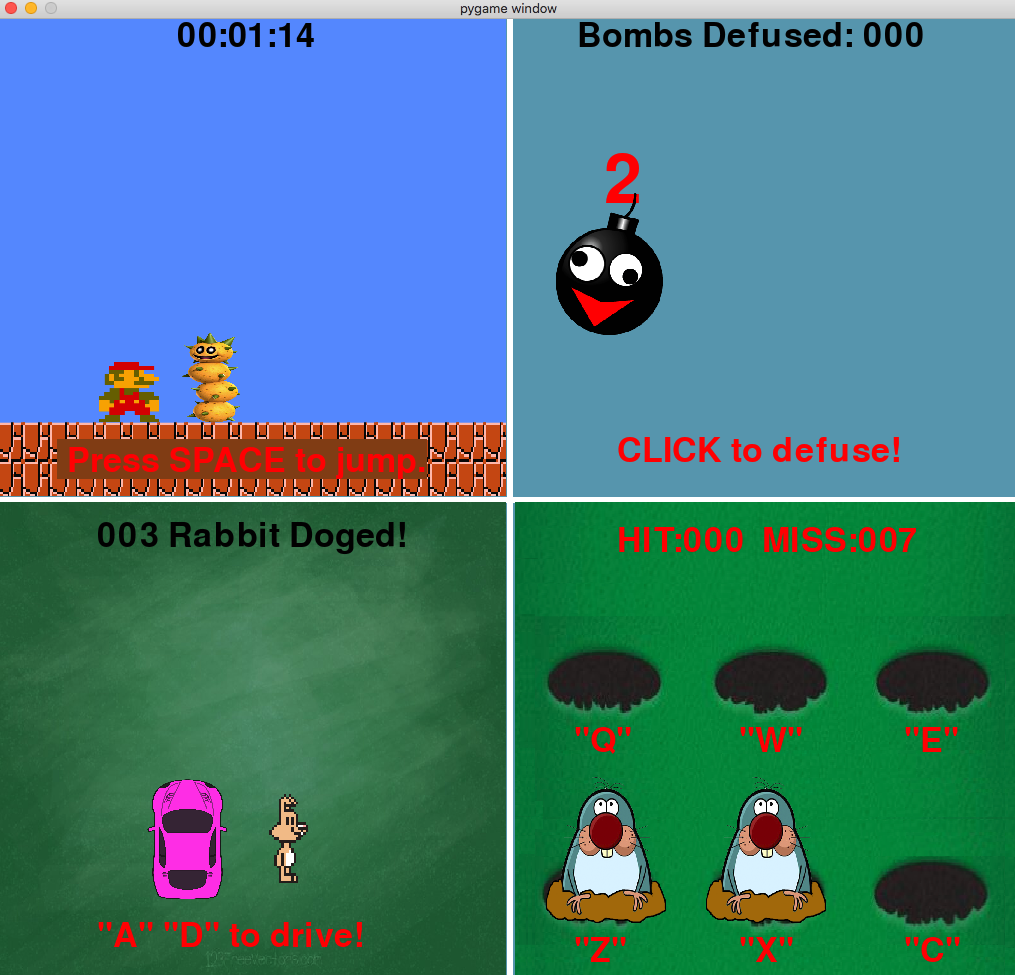 pygame window
00:01:14
Bombs Defused: 000
2
Press SPACE to jump.
CLICK to defuse!
003 Rabbit Doged!
HIT:000 MISS:007
"Q" "W" "E"
"A" "D" to drive!
"Z" "X" "C"